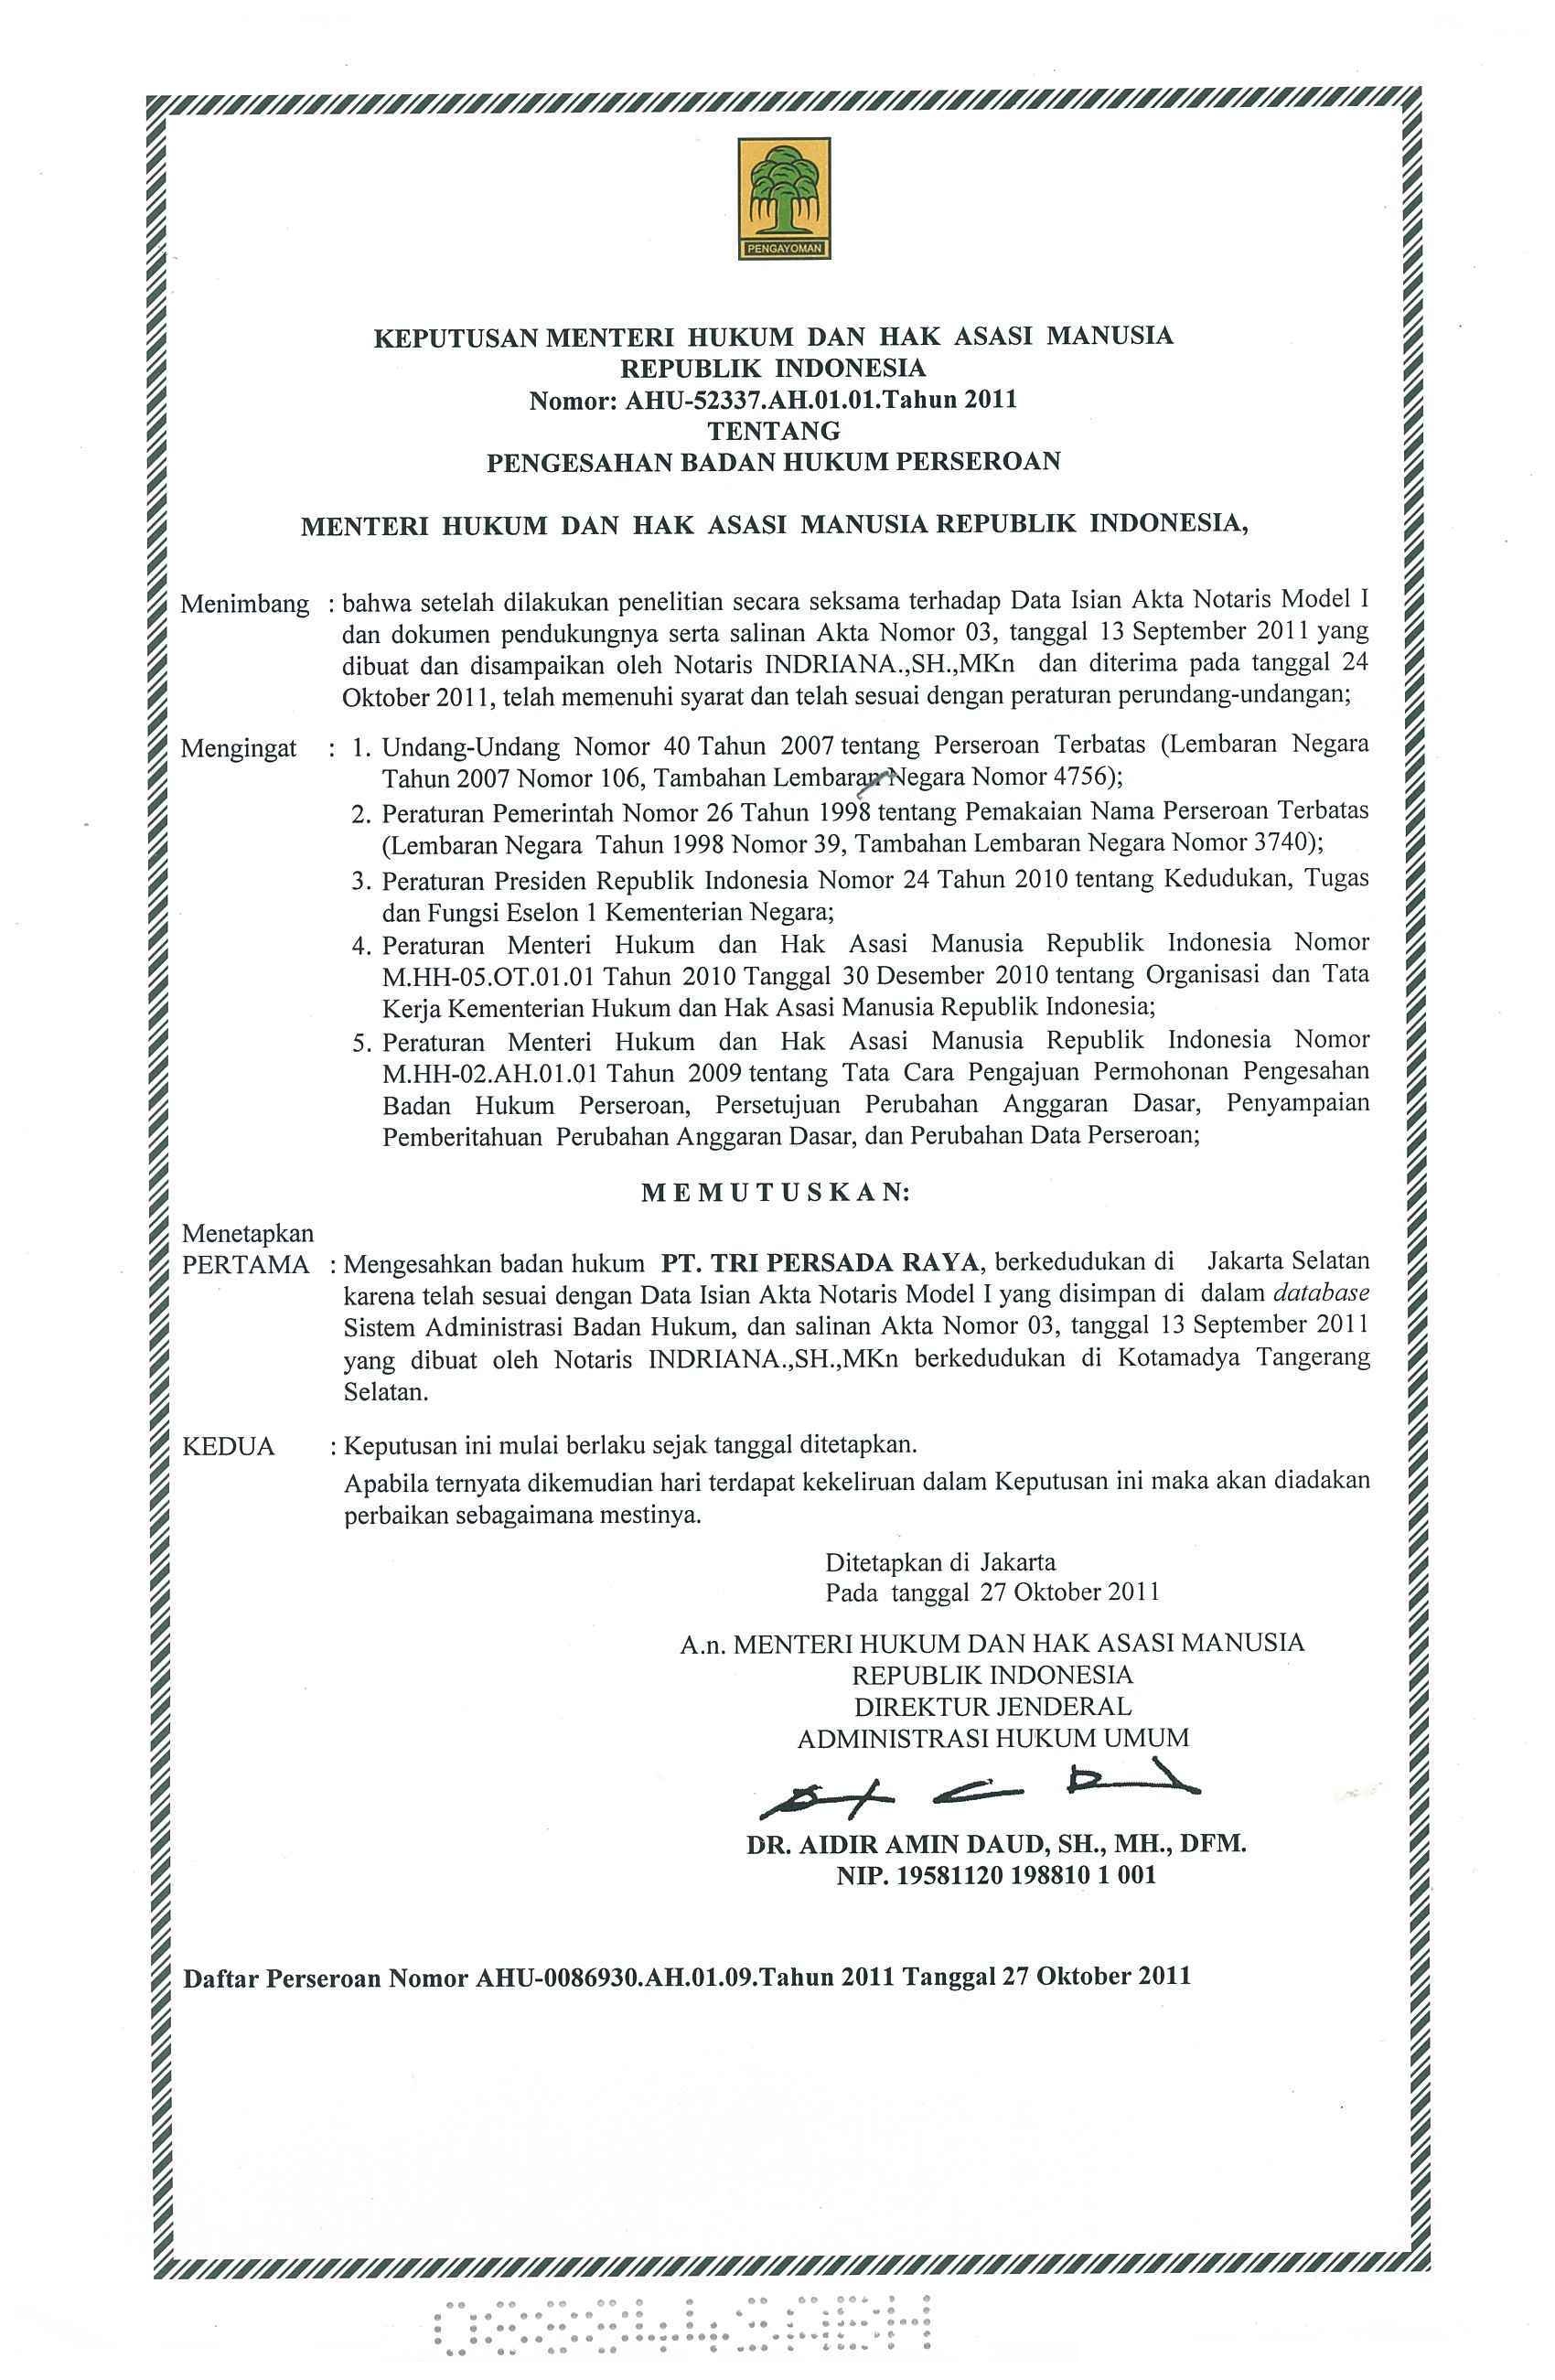 PENGAYOMAN
KEPUTUSAN MENTERI HUKUM DAN HAK ASASI MANUSIA
REPUBLIK INDONESIA
Nomor: AHU-52337.AH.01.01.Tahun 2011
TENTANG
PENGESAHAN BADAN HUKUM PERSEROAN
MENTERI HUKUM DAN HAK ASASI MANUSIA REPUBLIK INDONESIA,
Menimbang : bahwa setelah dilakukan penelitian secara seksama terhadap Data Isian Akta Notaris Model I
dan dokumen pendukungnya serta salinan Akta Nomor 03, tanggal 13 September 2011 yang
dibuat dan disampaikan oleh Notaris INDRIANA.,SH.,MKn dan diterima pada tanggal 24
Oktober 2011, telah memenuhi syarat dan telah sesuai dengan peraturan perundang-undangan;
Mengingat : 1. Undang-Undang Nomor 40 Tahun 2007 tentang Perseroan Terbatas (Lembaran Negara
Tahun 2007 Nomor 106, Tambahan Lembaran Negara Nomor 4756);
2. Peraturan Pemerintah Nomor 26 Tahun 1998 tentang Pemakaian Nama Perseroan Terbatas
(Lembaran Negara Tahun 1998 Nomor 39, Tambahan Lembaran Negara Nomor 3740);
3. Peraturan Presiden Republik Indonesia Nomor 24 Tahun 2010 tentang Kedudukan, Tugas
dan Fungsi Eselon 1 Kementerian Negara;
4. Peraturan Menteri Hukum dan Hak Asasi Manusia Republik Indonesia Nomor
M.HH-05.OT.01.01 Tahun 2010 Tanggal 30 Desember 2010 tentang Organisasi dan Tata
Kerja Kementerian Hukum dan Hak Asasi Manusia Republik Indonesia;
5. Peraturan Menteri Hukum dan Hak Asasi Manusia Republik Indonesia Nomor
M.HH-02.AH.01.01 Tahun 2009 tentang Tata Cara Pengajuan Permohonan Pengesahan
Badan Hukum Perseroan, Persetujuan Perubahan Anggaran Dasar, Penyampaian
Pemberitahuan Perubahan Anggaran Dasar, dan Perubahan Data Perseroan;
M E M U T U S K A N:
Menetapkan
PERTAMA : Mengesahkan badan hukum PT. TRI PERSADA RAYA, berkedudukan di Jakarta Selatan
karena telah sesuai dengan Data Isian Akta Notaris Model I yang disimpan di dalam database
Sistem Administrasi Badan Hukum, dan salinan Akta Nomor 03, tanggal 13 September 2011
yang dibuat oleh Notaris INDRIANA.,SH.,MKn berkedudukan di Kotamadya Tangerang
Selatan.
KEDUA : Keputusan ini mulai berlaku sejak tanggal ditetapkan.
Apabila ternyata dikemudian hari terdapat kekeliruan dalam Keputusan ini maka akan diadakan
perbaikan sebagaimana mestinya.
Ditetapkan di Jakarta
Pada tanggal 27 Oktober 2011
A.n. MENTERI HUKUM DAN HAK ASASI MANUSIA
REPUBLIK INDONESIA
DIREKTUR JENDERAL
ADMINISTRASI HUKUM UMUM
DR. AIDIR AMIN DAUD, SH., MH., DFM.
NIP. 19581120 198810 1 001
Daftar Perseroan Nomor AHU-0086930.AH.01.09.Tahun 2011 Tanggal 27 Oktober 2011